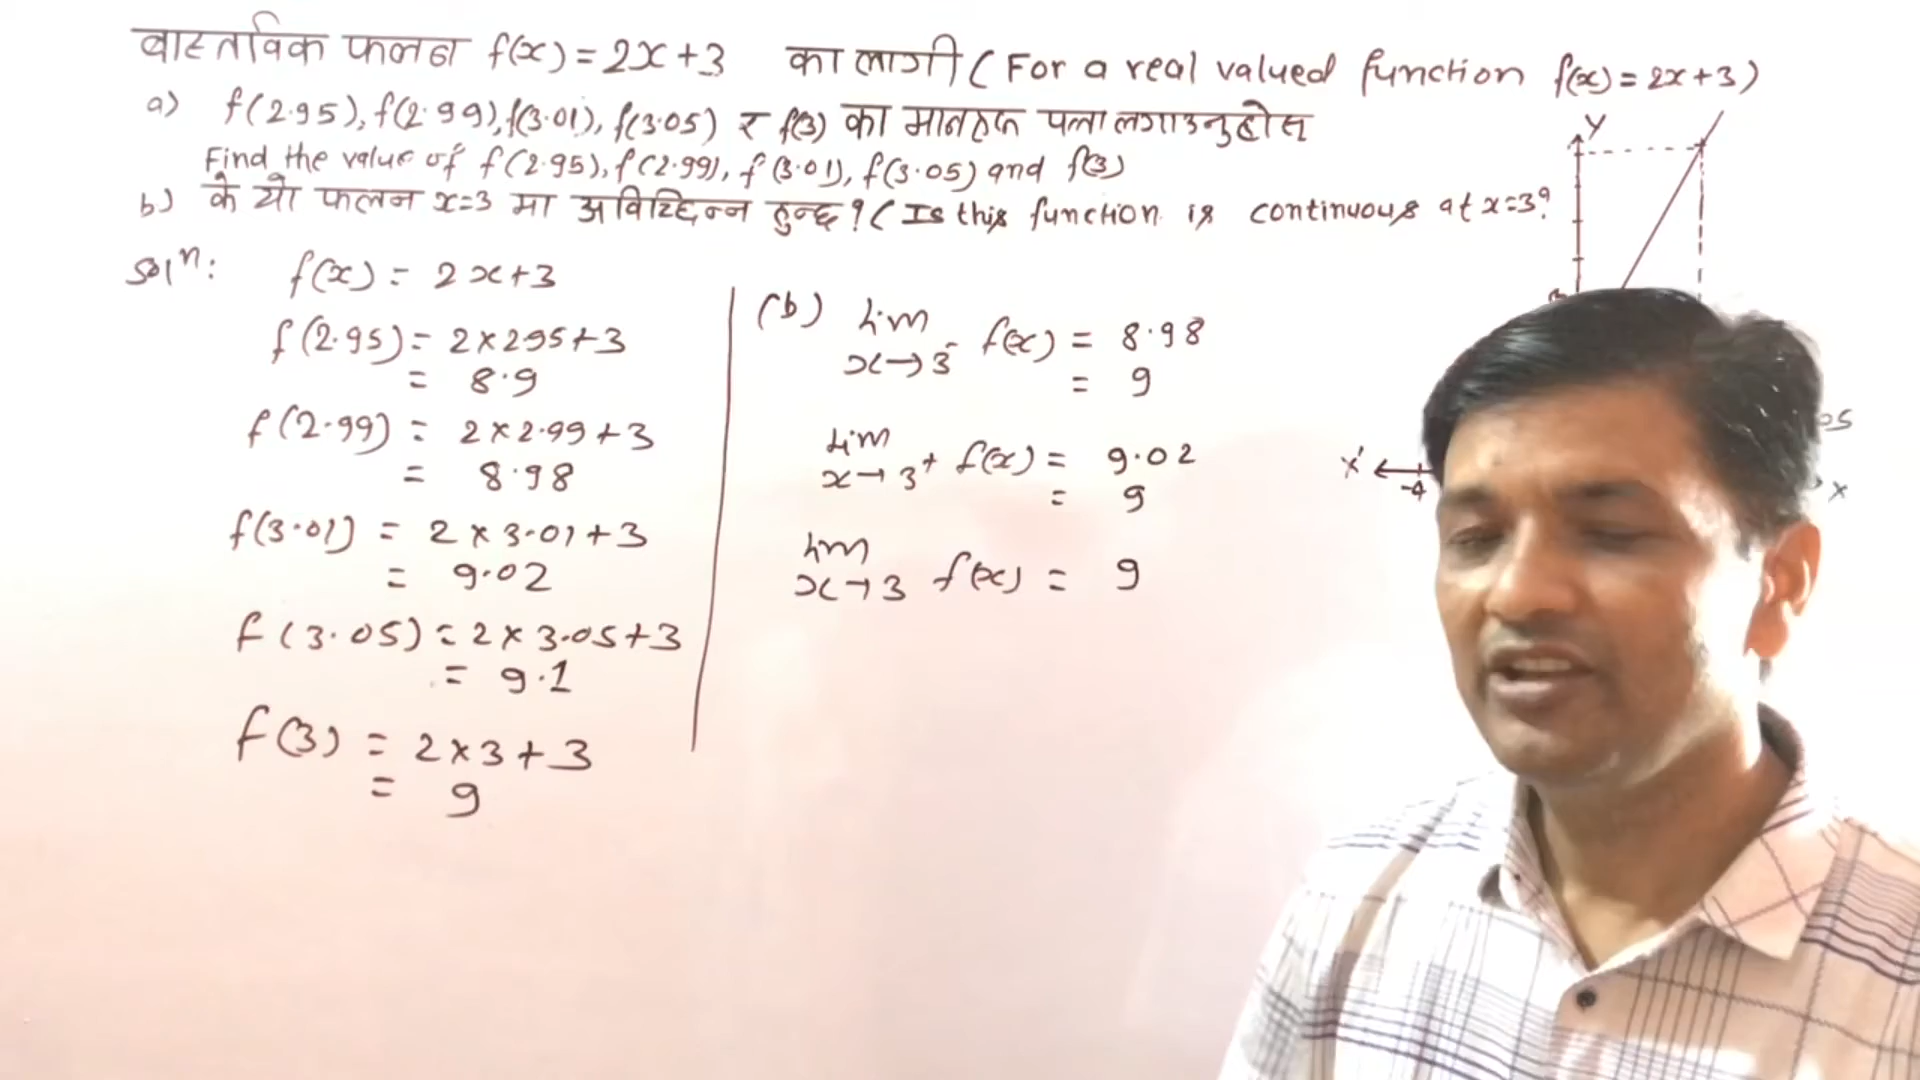 वास्तविक फलन f(x) = 2x+3 का लागी ( For a real valued function f(x) = 2x+3 )
a) f(2.95), f(2.99), f(3.01), f(3.05) र f(3) का मानहरु पत्ता लगाउनुहोस
Find the value of f(2.95), f(2.99), f(3.01), f(3.05) and f(3)
b) के यो फलन x=3 मा अविच्छिन्न हुन्छ ? ( Is this function is continuous at x=3?
Solⁿ: f(x) = 2x+3
f(2.95) = 2×295+3
= 8.9
f(2.99) = 2×2.99+3
= 8.98
f(3.01) = 2×3.01+3
= 9.02
f(3.05) = 2×3.05+3
= 9.1
f(3) = 2×3+3
= 9
(b) lim x→3⁻ f(x) = 8.98
= 9
lim x→3⁺ f(x) = 9.02
= 9
lim x→3 f(x) = 9
Y
X'
-4
X